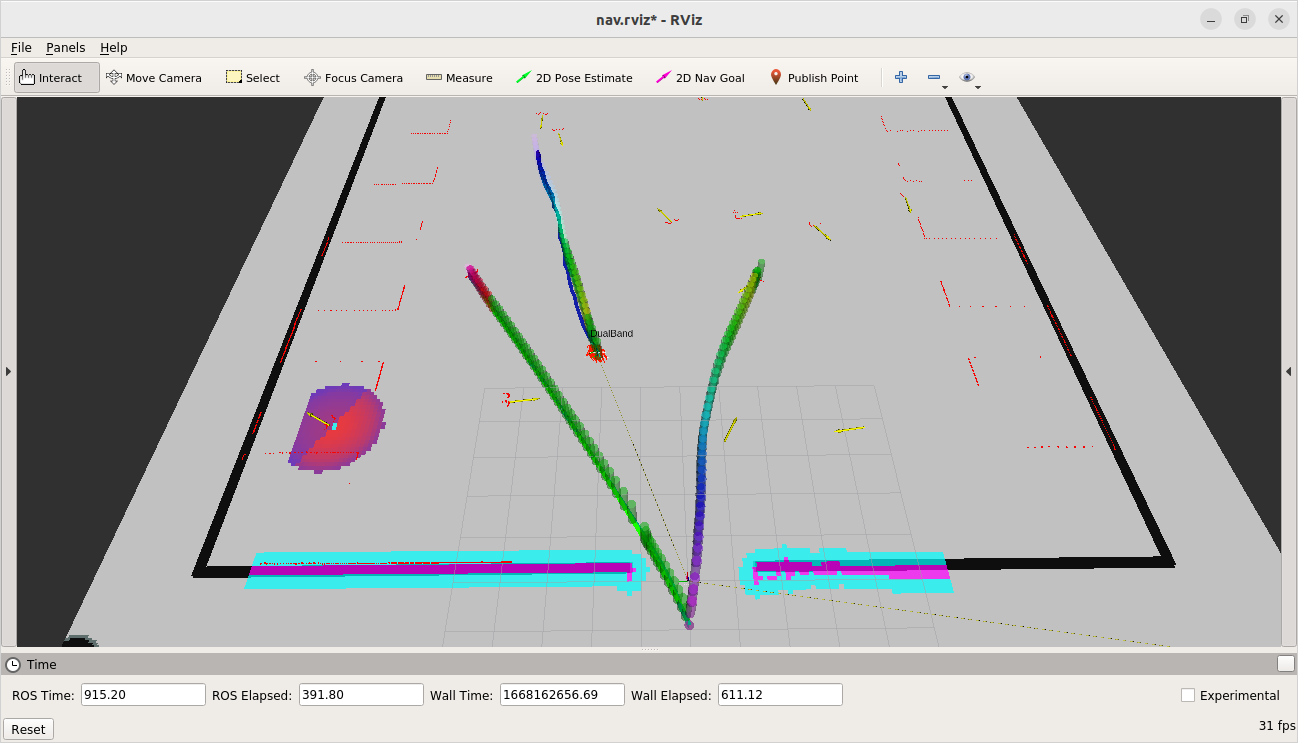 nav.rviz* - RViz
File Panels Help
Interact Move Camera Select Focus Camera Measure 2D Pose Estimate 2D Nav Goal Publish Point
DualBand
Time
ROS Time: 915.20 ROS Elapsed: 391.80 Wall Time: 1668162656.69 Wall Elapsed: 611.12 Experimental
Reset 31 fps